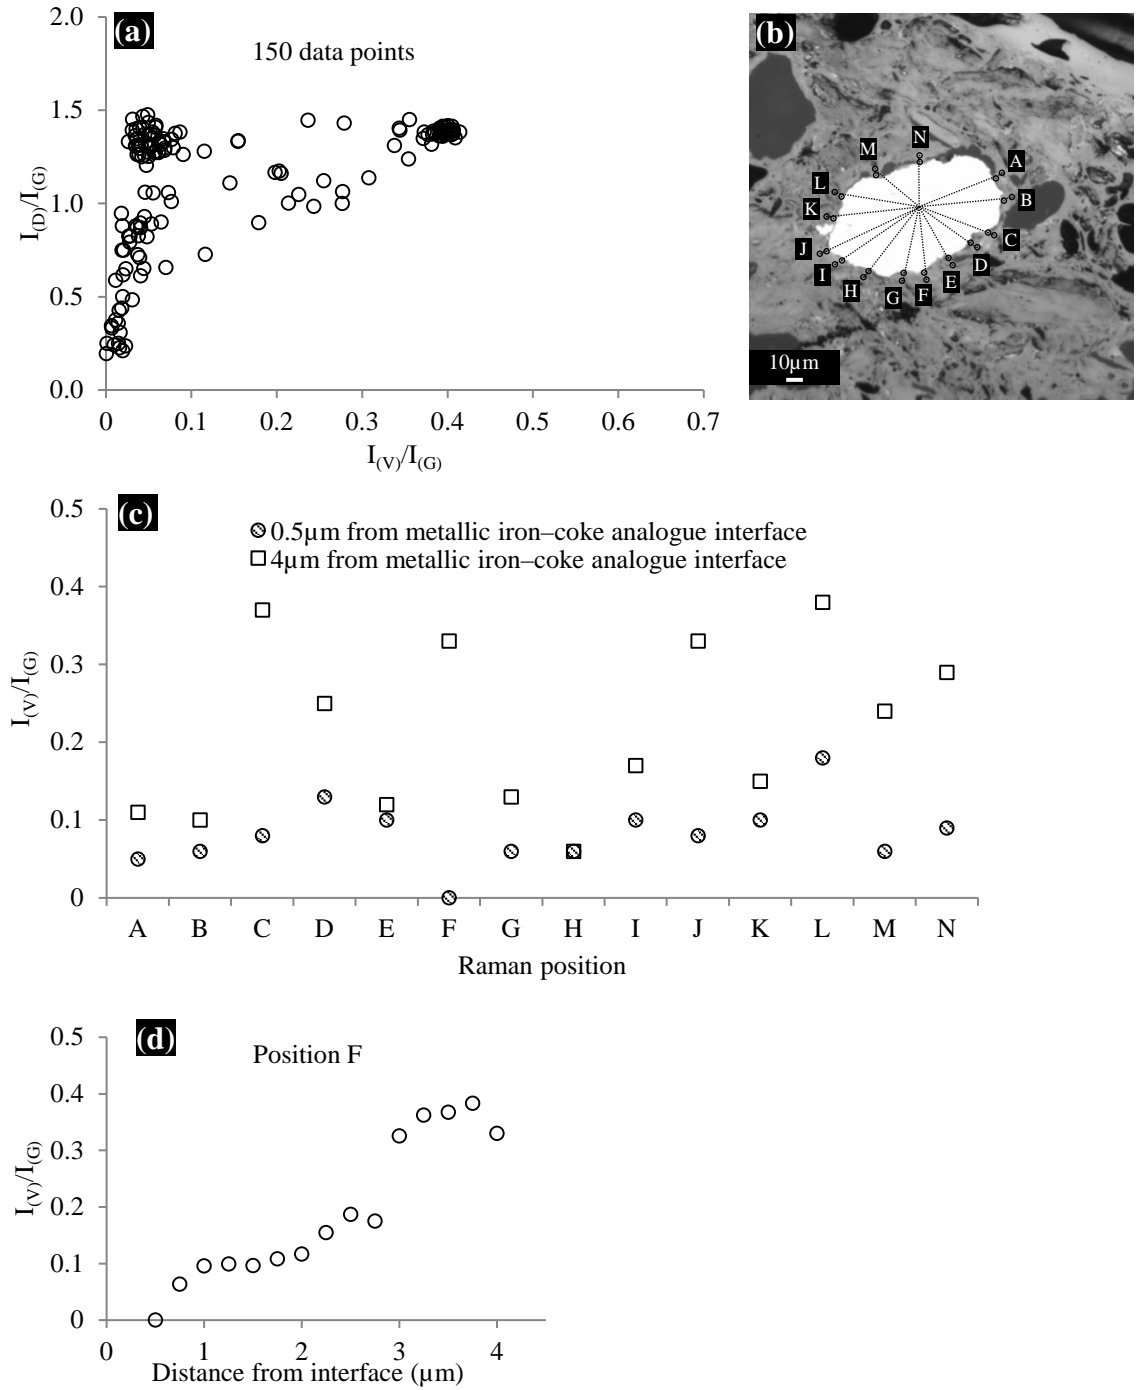 (a)
150 data points
2.0
1.5
1.0
0.5
0.0
I(D)/I(G)
0 0.1 0.2 0.3 0.4 0.5 0.6 0.7
I(V)/I(G)
(b)
N
M
A
L
B
K
C
J
D
I
E
H
G
F
10µm
(c)
0.5µm from metallic iron–coke analogue interface
4µm from metallic iron–coke analogue interface
0.5
0.4
0.3
0.2
0.1
0
I(V)/I(G)
A B C D E F G H I J K L M N
Raman position
(d)
Position F
0.5
0.4
0.3
0.2
0.1
0
I(V)/I(G)
0 1 2 3 4
Distance from interface (µm)